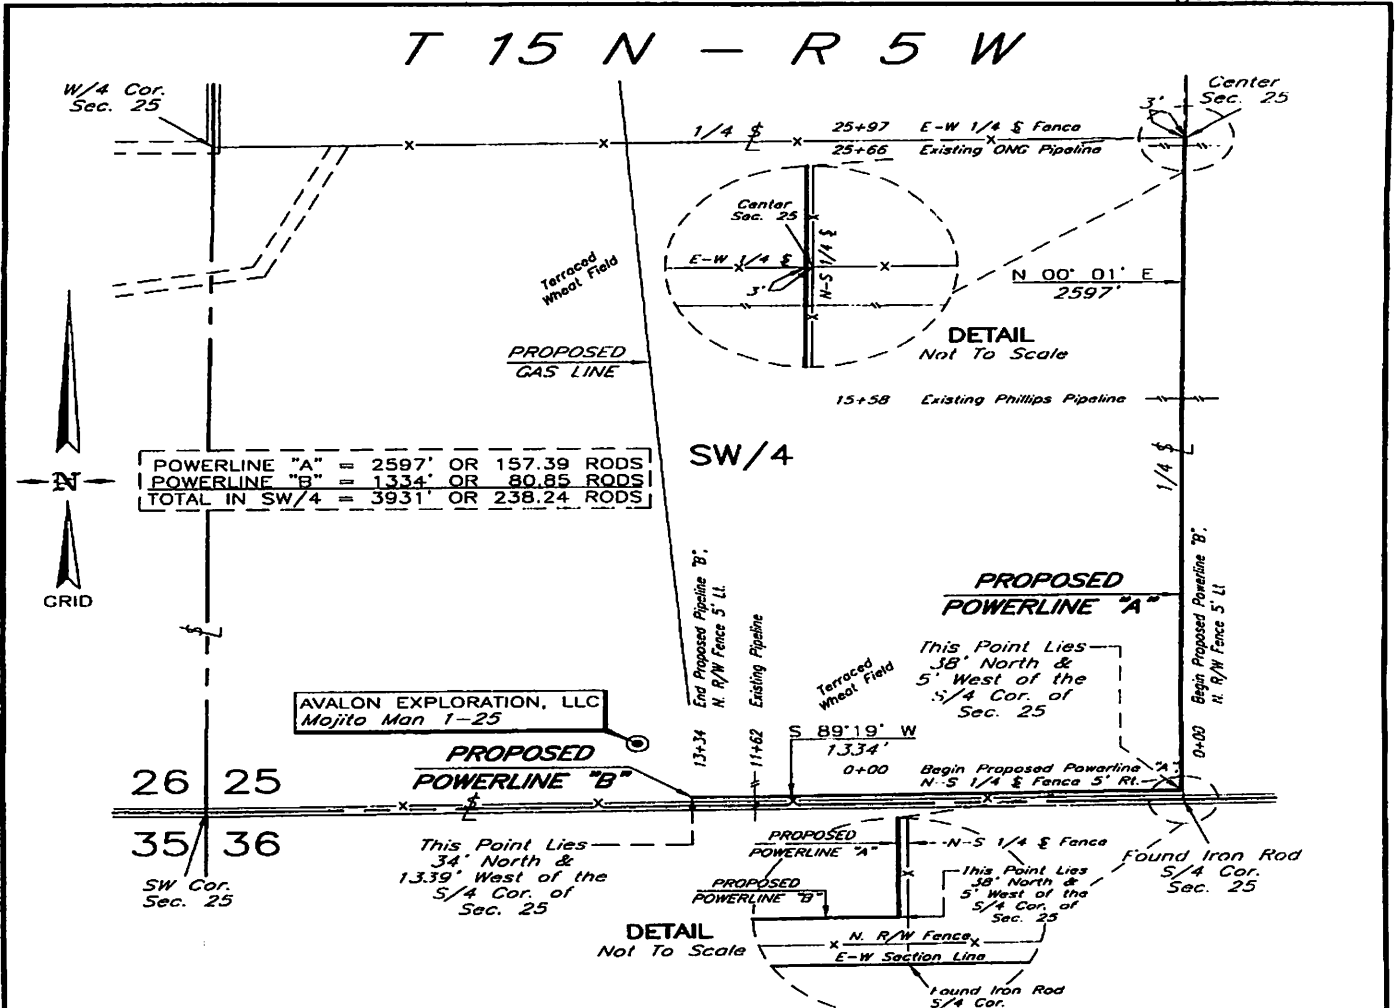 T 15 N - R 5 W
W/4 Cor.
Sec. 25
Center
Sec. 25
3'
1/4
25+97 E-W 1/4 Fence
25+66 Existing ONG Pipeline
Center
Sec. 25
E-W 1/4
N-S 1/4
3'
Terraced
Wheat Field
N 00° 01' E
2597'
DETAIL
Not To Scale
PROPOSED
GAS LINE
15+58 Existing Phillips Pipeline
SW/4
1/4
POWERLINE "A" = 2597' OR 157.39 RODS
POWERLINE "B" = 1334' OR 80.85 RODS
TOTAL IN SW/4 = 3931' OR 238.24 RODS
N
GRID
PROPOSED
POWERLINE "A"
0+00 Begin Proposed Powerline "B",
N. R/W Fence 5' Lt
13+34 End Proposed Pipeline "B",
N. R/W Fence 5' Lt.
11+62 Existing Pipeline
Terraced
Wheat Field
This Point Lies
38' North &
5' West of the
S/4 Cor. of
Sec. 25
AVALON EXPLORATION, LLC
Mojito Man 1-25
S 89°19' W
1334'
PROPOSED
POWERLINE "B"
0+00 Begin Proposed Powerline "A",
N-S 1/4 Fence 5' Rt.
26 25
35 36
SW Cor.
Sec. 25
This Point Lies
34' North &
1339' West of the
S/4 Cor. of
Sec. 25
PROPOSED
POWERLINE "A"
N-S 1/4 Fence
PROPOSED
POWERLINE "B"
This Point Lies
38' North &
5' West of the
S/4 Cor. of
Sec. 25
Found Iron Rod
S/4 Cor.
Sec. 25
DETAIL
Not To Scale
N. R/W Fence
E-W Section Line
Found Iron Rod
S/4 Cor.